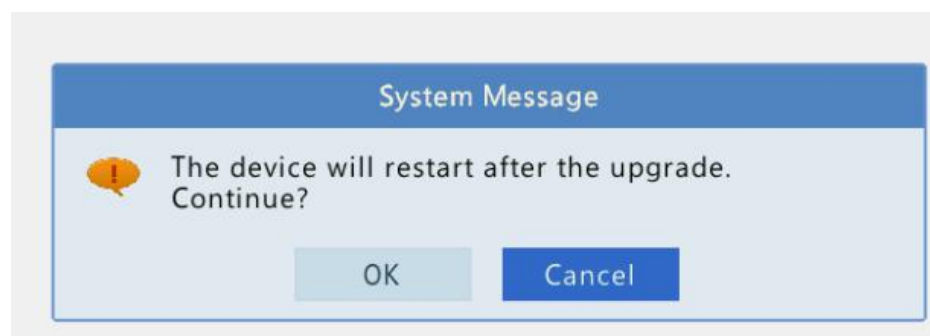 System Message
The device will restart after the upgrade.
Continue?
OK
Cancel